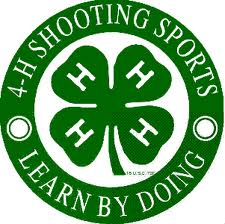 4-H SHOOTING SPORTS
H H
H H
LEARN BY DOING